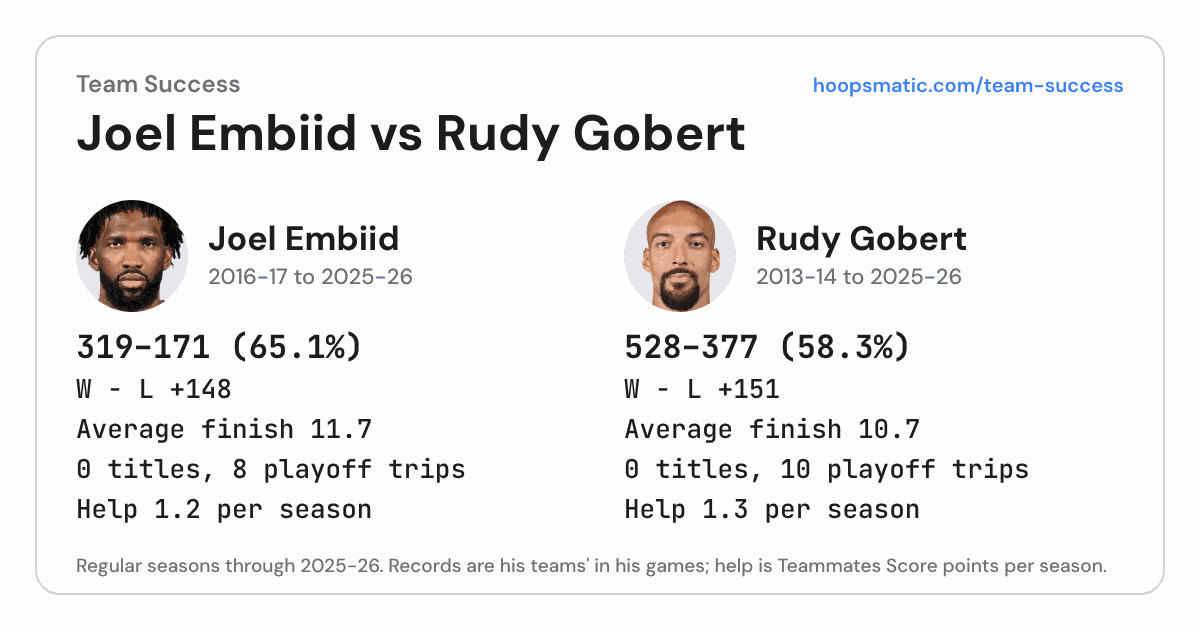 Team Success
hoopsmatic.com/team-success
Joel Embiid vs Rudy Gobert
Joel Embiid
2016-17 to 2025-26
319-171 (65.1%)
W - L +148
Average finish 11.7
0 titles, 8 playoff trips
Help 1.2 per season
Rudy Gobert
2013-14 to 2025-26
528-377 (58.3%)
W - L +151
Average finish 10.7
0 titles, 10 playoff trips
Help 1.3 per season
Regular seasons through 2025-26. Records are his teams' in his games; help is Teammates Score points per season.